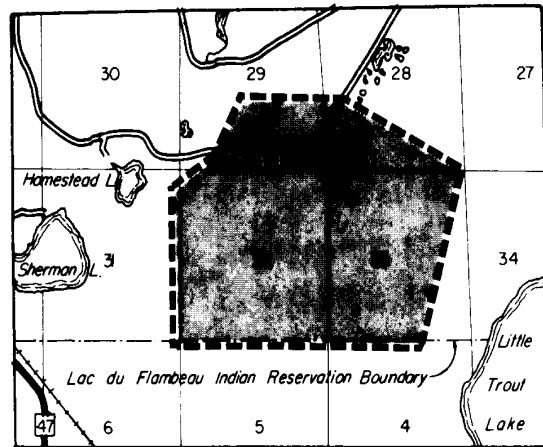 30 29 28 27
Homestead L.
31 34
Sherman L.
Little
Trout
Lake
Lac du Flambeau Indian Reservation Boundary
47 6 5 4